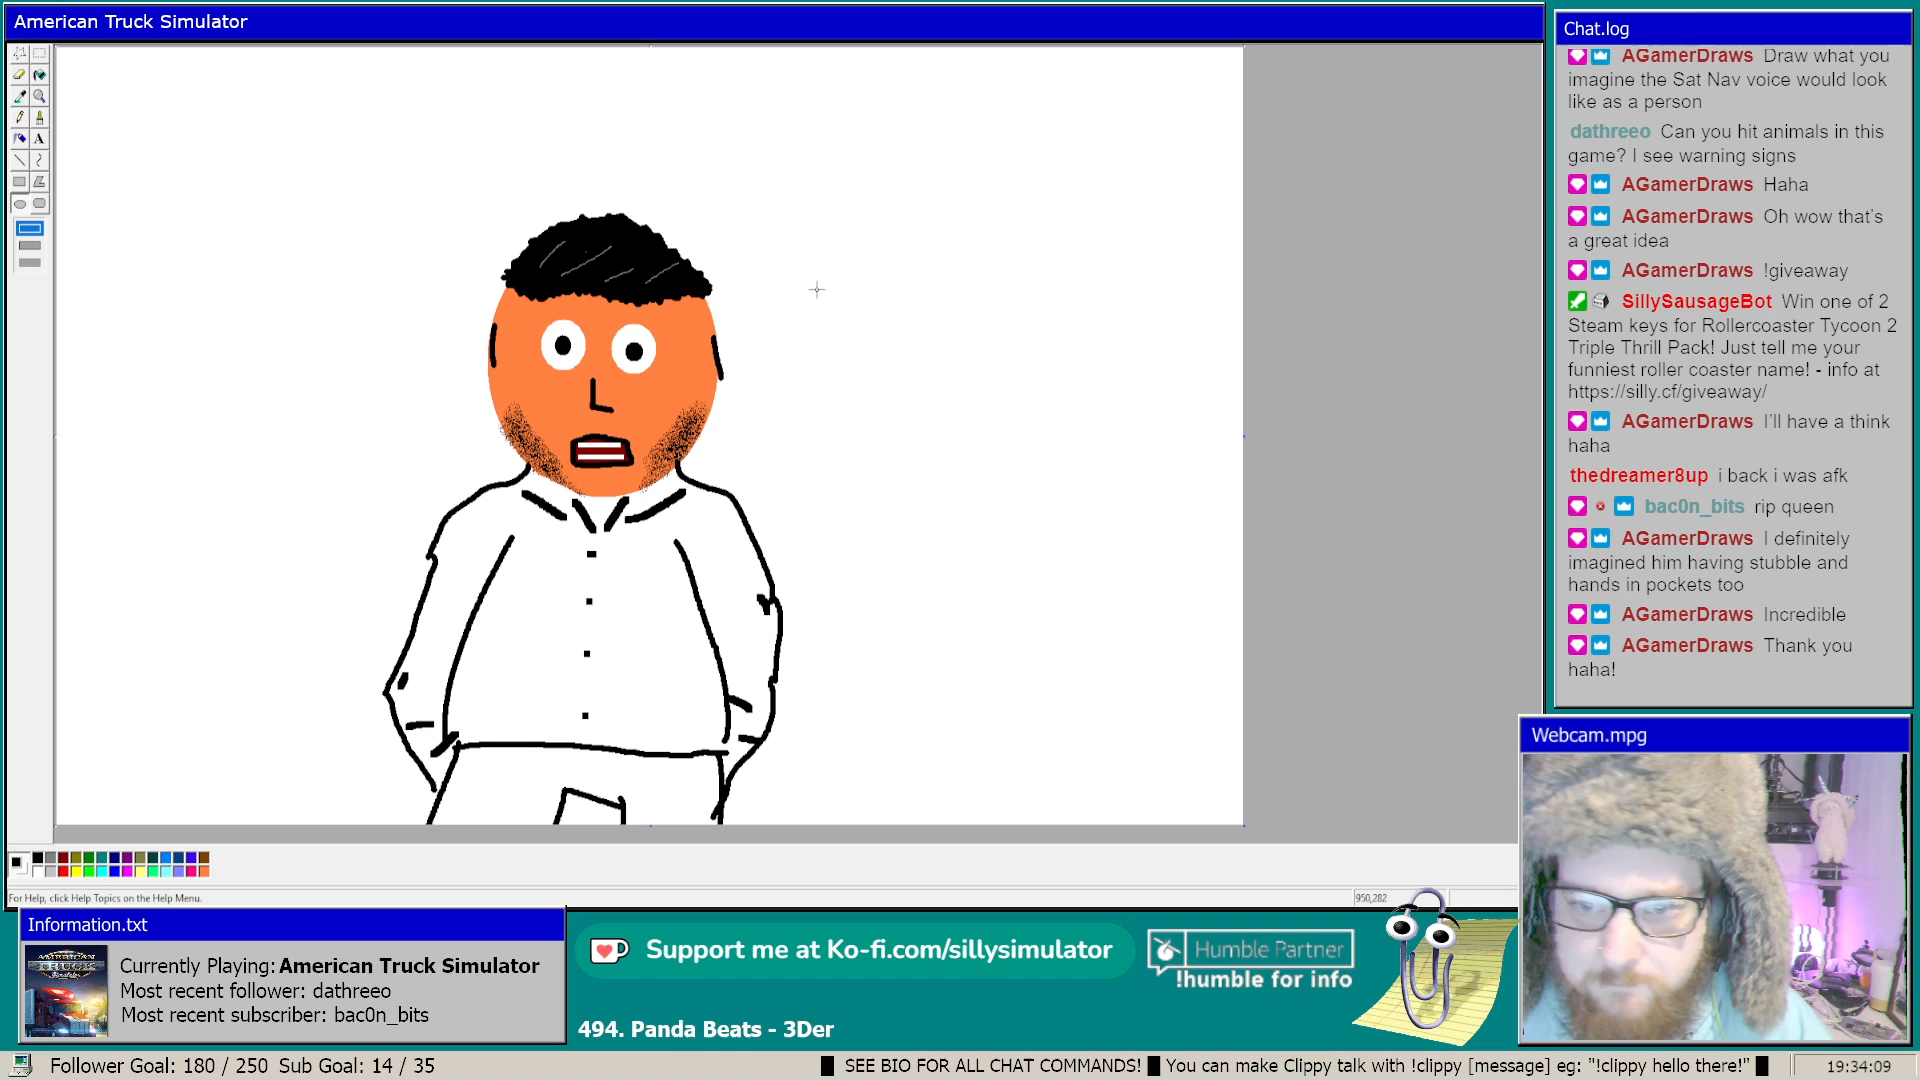 American Truck Simulator
Chat.log
AGamerDraws Draw what you
imagine the Sat Nav voice would look
like as a person
dathreeo Can you hit animals in this
game? I see warning signs
AGamerDraws Haha
AGamerDraws Oh wow that's
a great idea
AGamerDraws !giveaway
SillySausageBot Win one of 2
Steam keys for Rollercoaster Tycoon 2
Triple Thrill Pack! Just tell me your
funniest roller coaster name! - info at
https://silly.cf/giveaway/
AGamerDraws I'll have a think
haha
thedreamer8up i back i was afk
bac0n_bits rip queen
AGamerDraws I definitely
imagined him having stubble and
hands in pockets too
AGamerDraws Incredible
AGamerDraws Thank you
haha!
A
Webcam.mpg
For Help, click Help Topics on the Help Menu.
950,282
Information.txt
AMERICAN
TRUCK
Simulator
Currently Playing: American Truck Simulator
Most recent follower: dathreeo
Most recent subscriber: bac0n_bits
Support me at Ko-fi.com/sillysimulator
Humble Partner
!humble for info
494. Panda Beats - 3Der
Follower Goal: 180 / 250 Sub Goal: 14 / 35
SEE BIO FOR ALL CHAT COMMANDS! You can make Clippy talk with !clippy [message] eg: "!clippy hello there!"
19:34:09